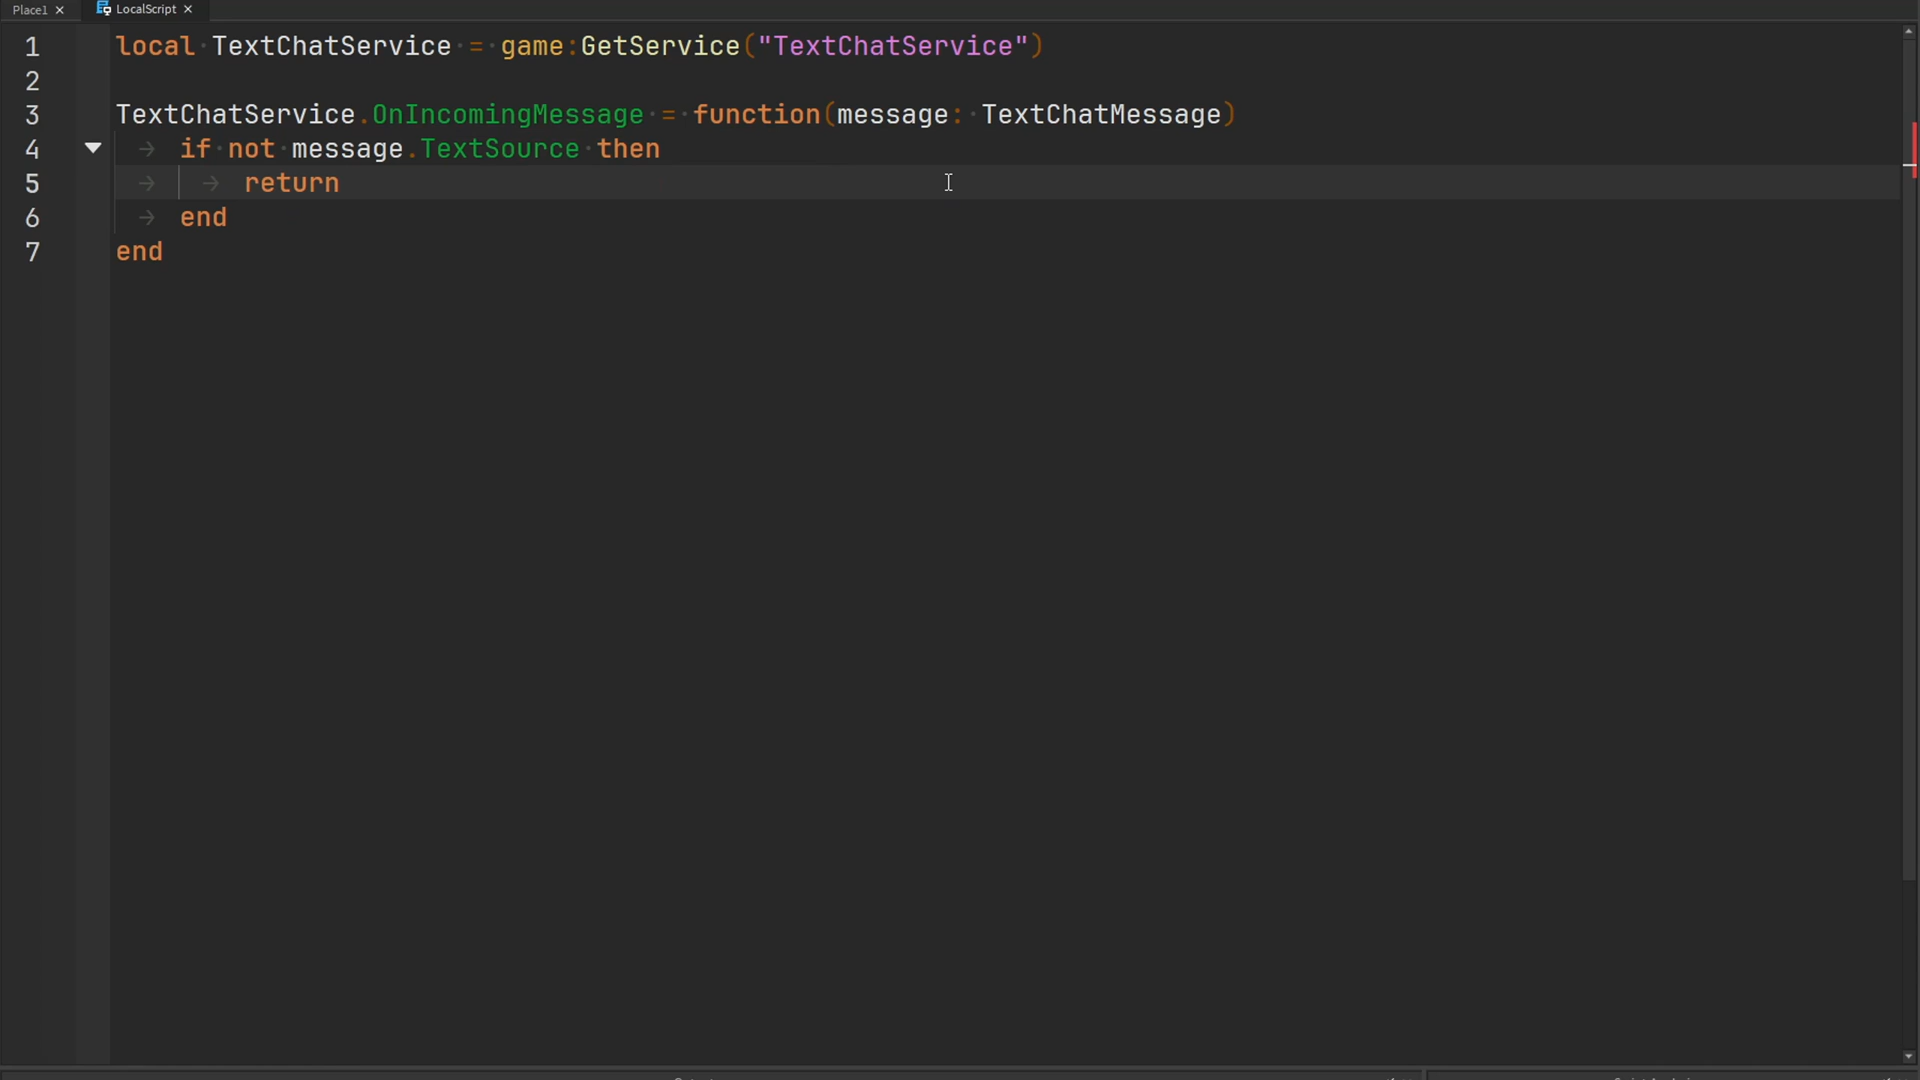 Place1 × LocalScript ×
1 local TextChatService = game:GetService("TextChatService")
2
3 TextChatService.OnIncomingMessage = function(message: TextChatMessage)
4 if not message.TextSource then
5 return
6 end
7 end